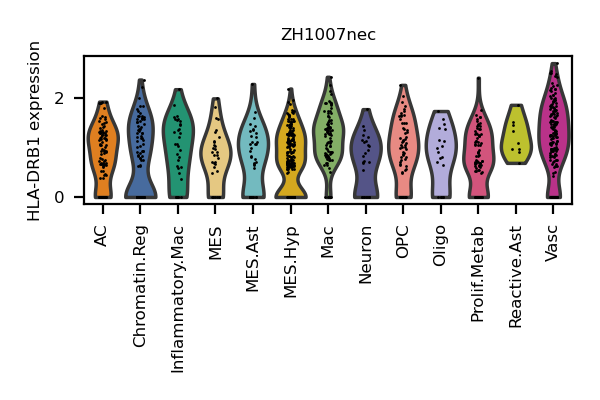 ZH1007nec
HLA-DRB1 expression
2
0
AC
Chromatin.Reg
Inflammatory.Mac
MES
MES.Ast
MES.Hyp
Mac
Neuron
OPC
Oligo
Prolif.Metab
Reactive.Ast
Vasc